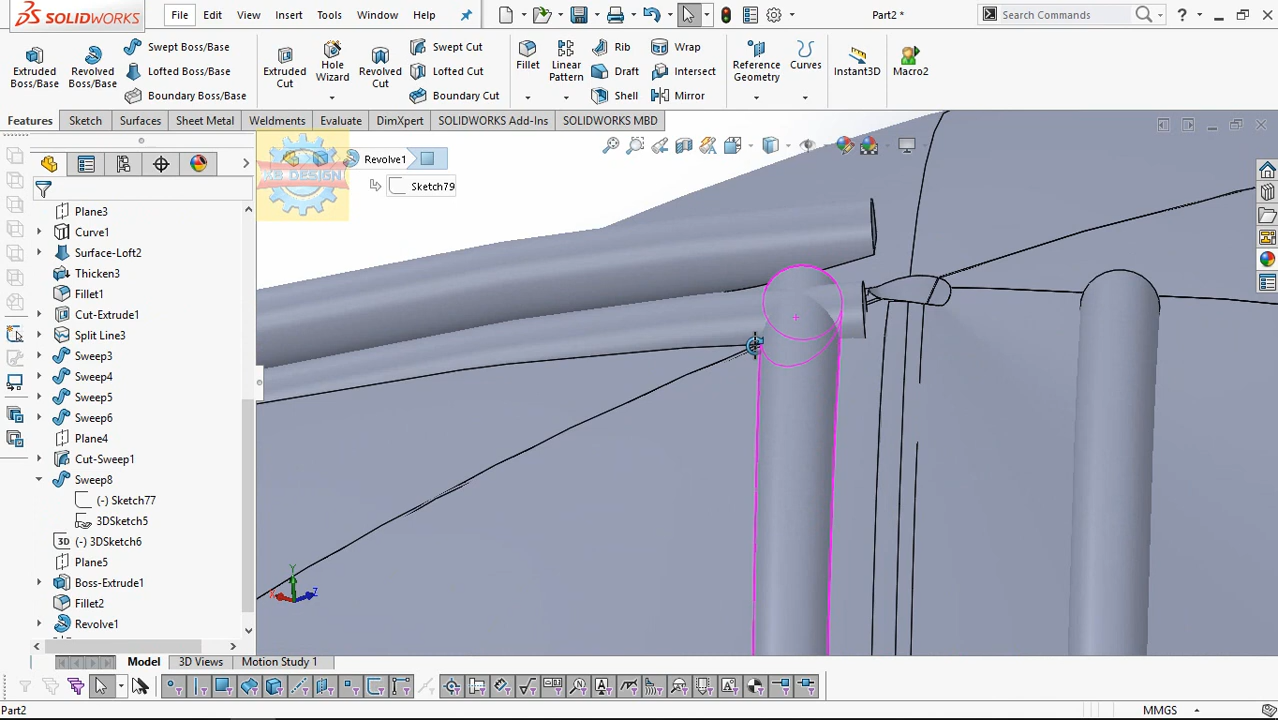 SOLIDWORKS
File Edit View Insert Tools Window Help
Part2 *
Search Commands
?
Extruded Boss/Base
Revolved Boss/Base
Swept Boss/Base
Lofted Boss/Base
Boundary Boss/Base
Extruded Cut
Hole Wizard
Revolved Cut
Swept Cut
Lofted Cut
Boundary Cut
Fillet
Linear Pattern
Rib
Draft
Shell
Wrap
Intersect
Mirror
Reference Geometry
Curves
Instant3D
Macro2
Features Sketch Surfaces Sheet Metal Weldments Evaluate DimXpert SOLIDWORKS Add-Ins SOLIDWORKS MBD
Revolve1
Sketch79
KB DESIGN
Plane3
Curve1
Surface-Loft2
Thicken3
Fillet1
Cut-Extrude1
Split Line3
Sweep3
Sweep4
Sweep5
Sweep6
Plane4
Cut-Sweep1
Sweep8
(-) Sketch77
3DSketch5
3D (-) 3DSketch6
Plane5
Boss-Extrude1
Fillet2
Revolve1
Y
X
Z
Model 3D Views Motion Study 1
Part2
MMGS